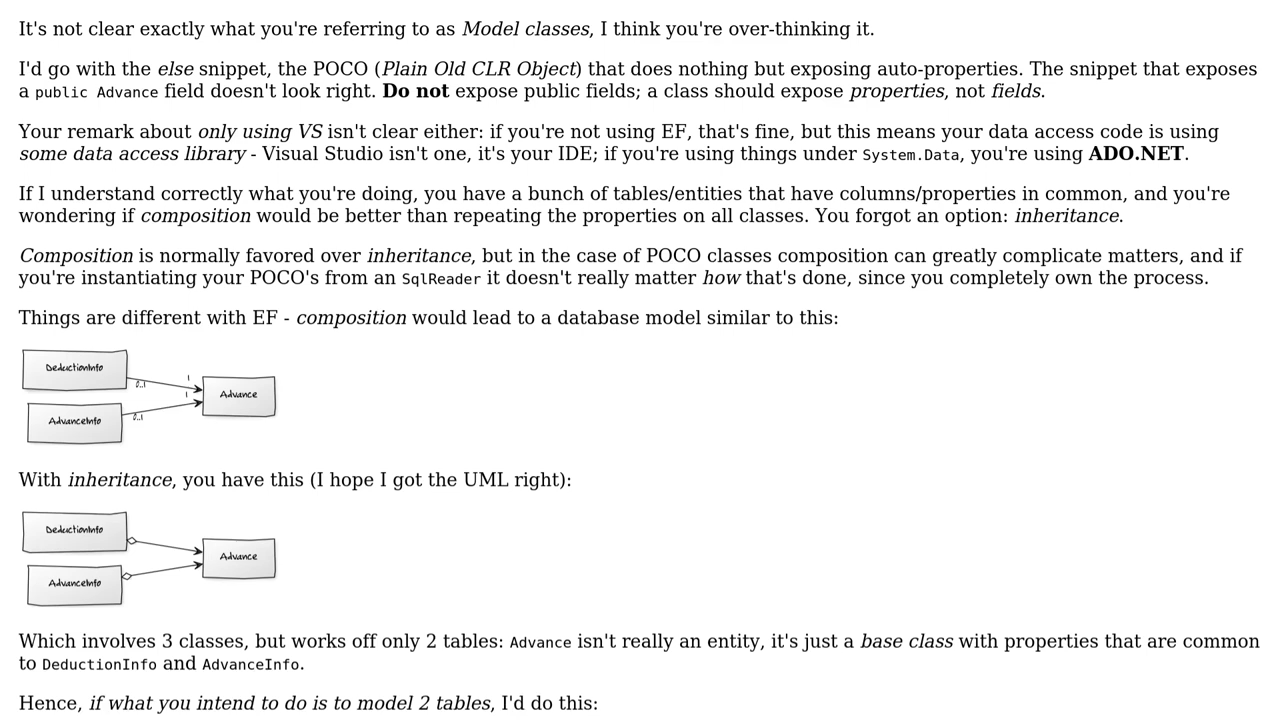 It's not clear exactly what you're referring to as Model classes, I think you're over-thinking it.
I'd go with the else snippet, the POCO (Plain Old CLR Object) that does nothing but exposing auto-properties. The snippet that exposes
a public Advance field doesn't look right. Do not expose public fields; a class should expose properties, not fields.
Your remark about only using VS isn't clear either: if you're not using EF, that's fine, but this means your data access code is using
some data access library - Visual Studio isn't one, it's your IDE; if you're using things under System.Data, you're using ADO.NET.
If I understand correctly what you're doing, you have a bunch of tables/entities that have columns/properties in common, and you're
wondering if composition would be better than repeating the properties on all classes. You forgot an option: inheritance.
Composition is normally favored over inheritance, but in the case of POCO classes composition can greatly complicate matters, and if
you're instantiating your POCO's from an SqlReader it doesn't really matter how that's done, since you completely own the process.
Things are different with EF - composition would lead to a database model similar to this:
DeductionInfo
0..1
1
Advance
1
AdvanceInfo
0..1
With inheritance, you have this (I hope I got the UML right):
DeductionInfo
Advance
AdvanceInfo
Which involves 3 classes, but works off only 2 tables: Advance isn't really an entity, it's just a base class with properties that are common
to DeductionInfo and AdvanceInfo.
Hence, if what you intend to do is to model 2 tables, I'd do this: